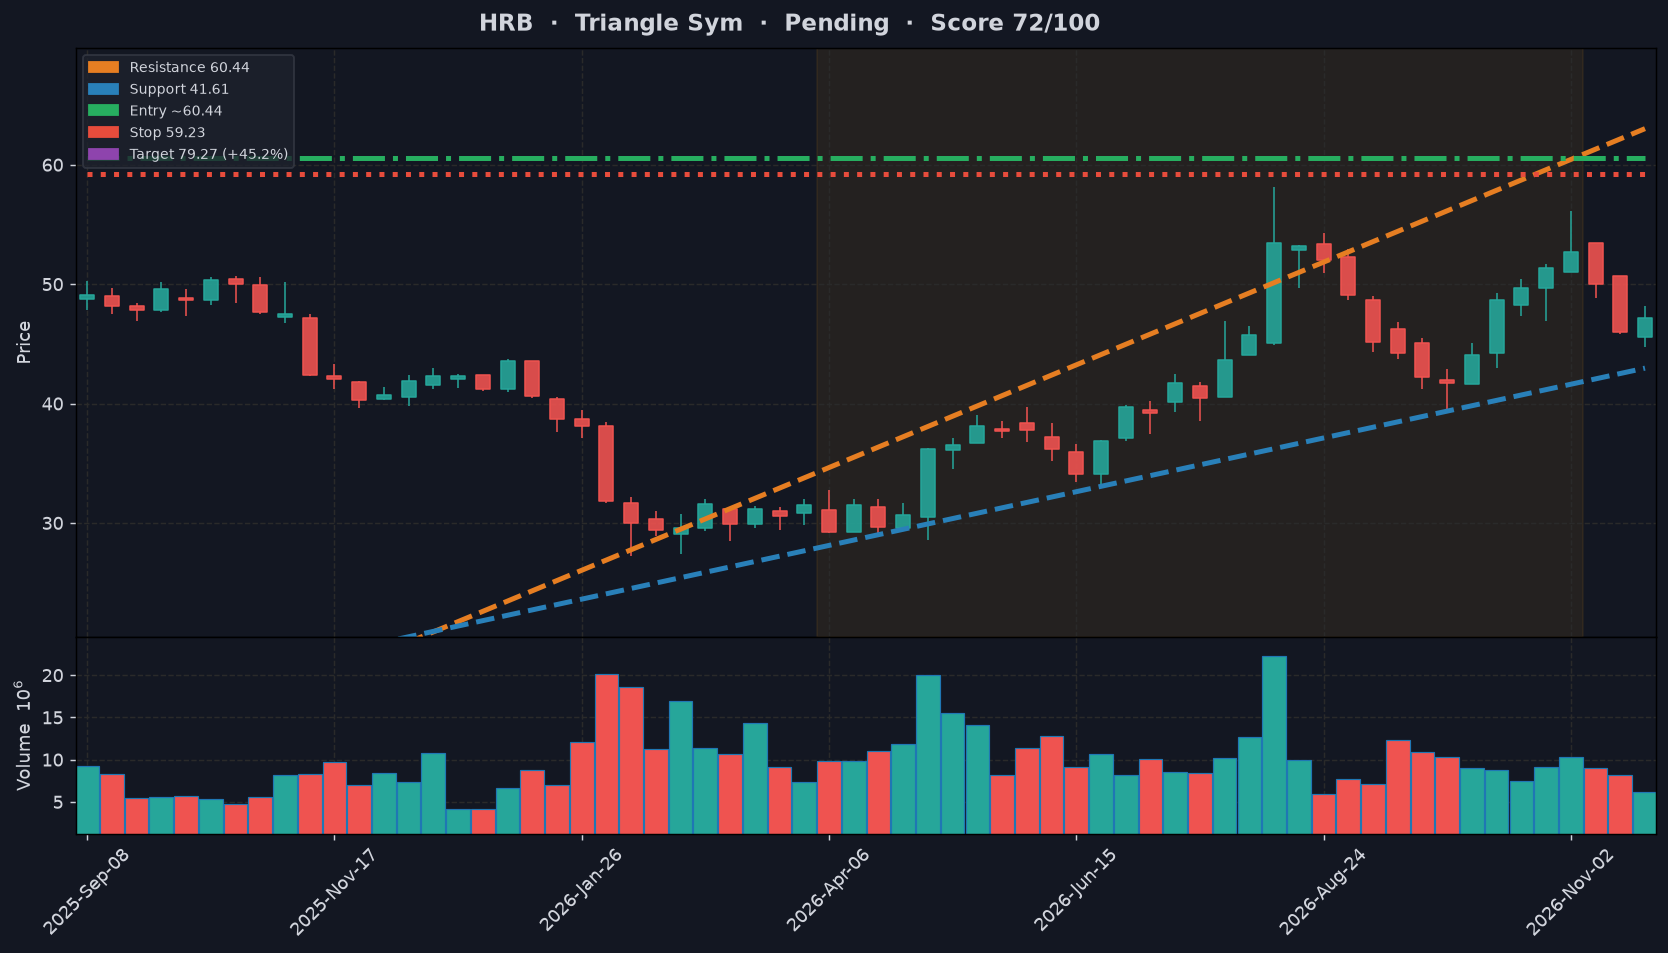 HRB · Triangle Sym · Pending · Score 72/100
Resistance 60.44
Support 41.61
Entry ~60.44
Stop 59.23
Target 79.27 (+45.2%)
Price
60
50
40
30
Volume 10⁶
20
15
10
5
2025-Sep-08
2025-Nov-17
2026-Jan-26
2026-Apr-06
2026-Jun-15
2026-Aug-24
2026-Nov-02